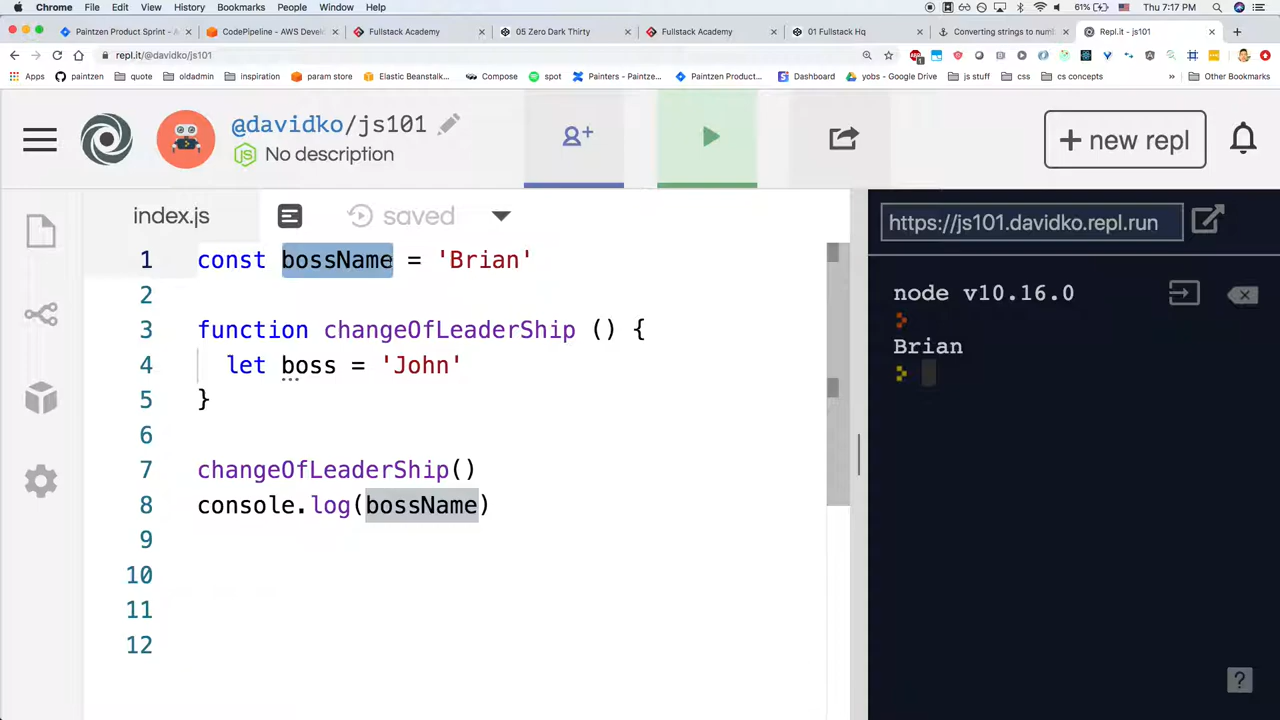 Chrome File Edit View History Bookmarks People Window Help 61% Thu 7:17 PM
Paintzen Product Sprint - A CodePipeline - AWS Devel Fullstack Academy 05 Zero Dark Thirty Fullstack Academy 01 Fullstack Hq Converting strings to numb Repl.it - js101
repl.it/@davidko/js101
Apps paintzen quote oldadmin inspiration param store Elastic Beanstalk... Compose spot Painters - Paintze... Paintzen Product... Dashboard yobs - Google Drive js stuff css cs concepts » Other Bookmarks
@davidko/js101
No description
+ new repl
index.js
saved
https://js101.davidko.repl.run
1 const bossName = 'Brian'
2
3 function changeOfLeaderShip () {
4 let boss = 'John'
5 }
6
7 changeOfLeaderShip()
8 console.log(bossName)
9
10
11
12
node v10.16.0
Brian
?